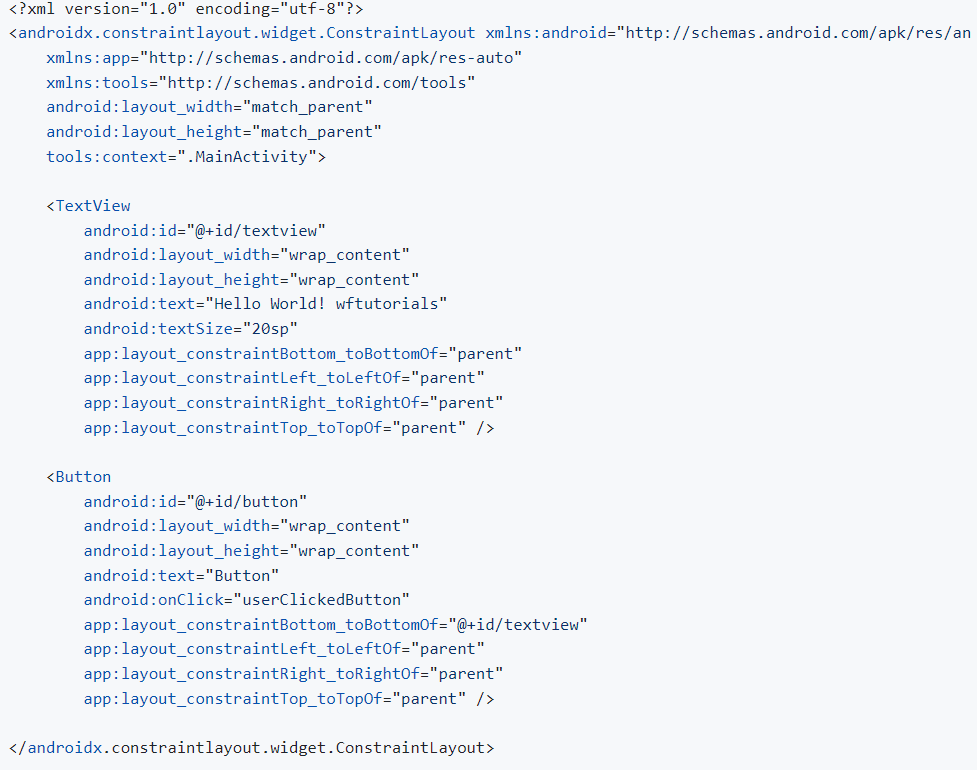 <?xml version="1.0" encoding="utf-8"?>
<androidx.constraintlayout.widget.ConstraintLayout xmlns:android="http://schemas.android.com/apk/res/an
    xmlns:app="http://schemas.android.com/apk/res-auto"
    xmlns:tools="http://schemas.android.com/tools"
    android:layout_width="match_parent"
    android:layout_height="match_parent"
    tools:context=".MainActivity">

    <TextView
        android:id="@+id/textview"
        android:layout_width="wrap_content"
        android:layout_height="wrap_content"
        android:text="Hello World! wftutorials"
        android:textSize="20sp"
        app:layout_constraintBottom_toBottomOf="parent"
        app:layout_constraintLeft_toLeftOf="parent"
        app:layout_constraintRight_toRightOf="parent"
        app:layout_constraintTop_toTopOf="parent" />

    <Button
        android:id="@+id/button"
        android:layout_width="wrap_content"
        android:layout_height="wrap_content"
        android:text="Button"
        android:onClick="userClickedButton"
        app:layout_constraintBottom_toBottomOf="@+id/textview"
        app:layout_constraintLeft_toLeftOf="parent"
        app:layout_constraintRight_toRightOf="parent"
        app:layout_constraintTop_toTopOf="parent" />

</androidx.constraintlayout.widget.ConstraintLayout>